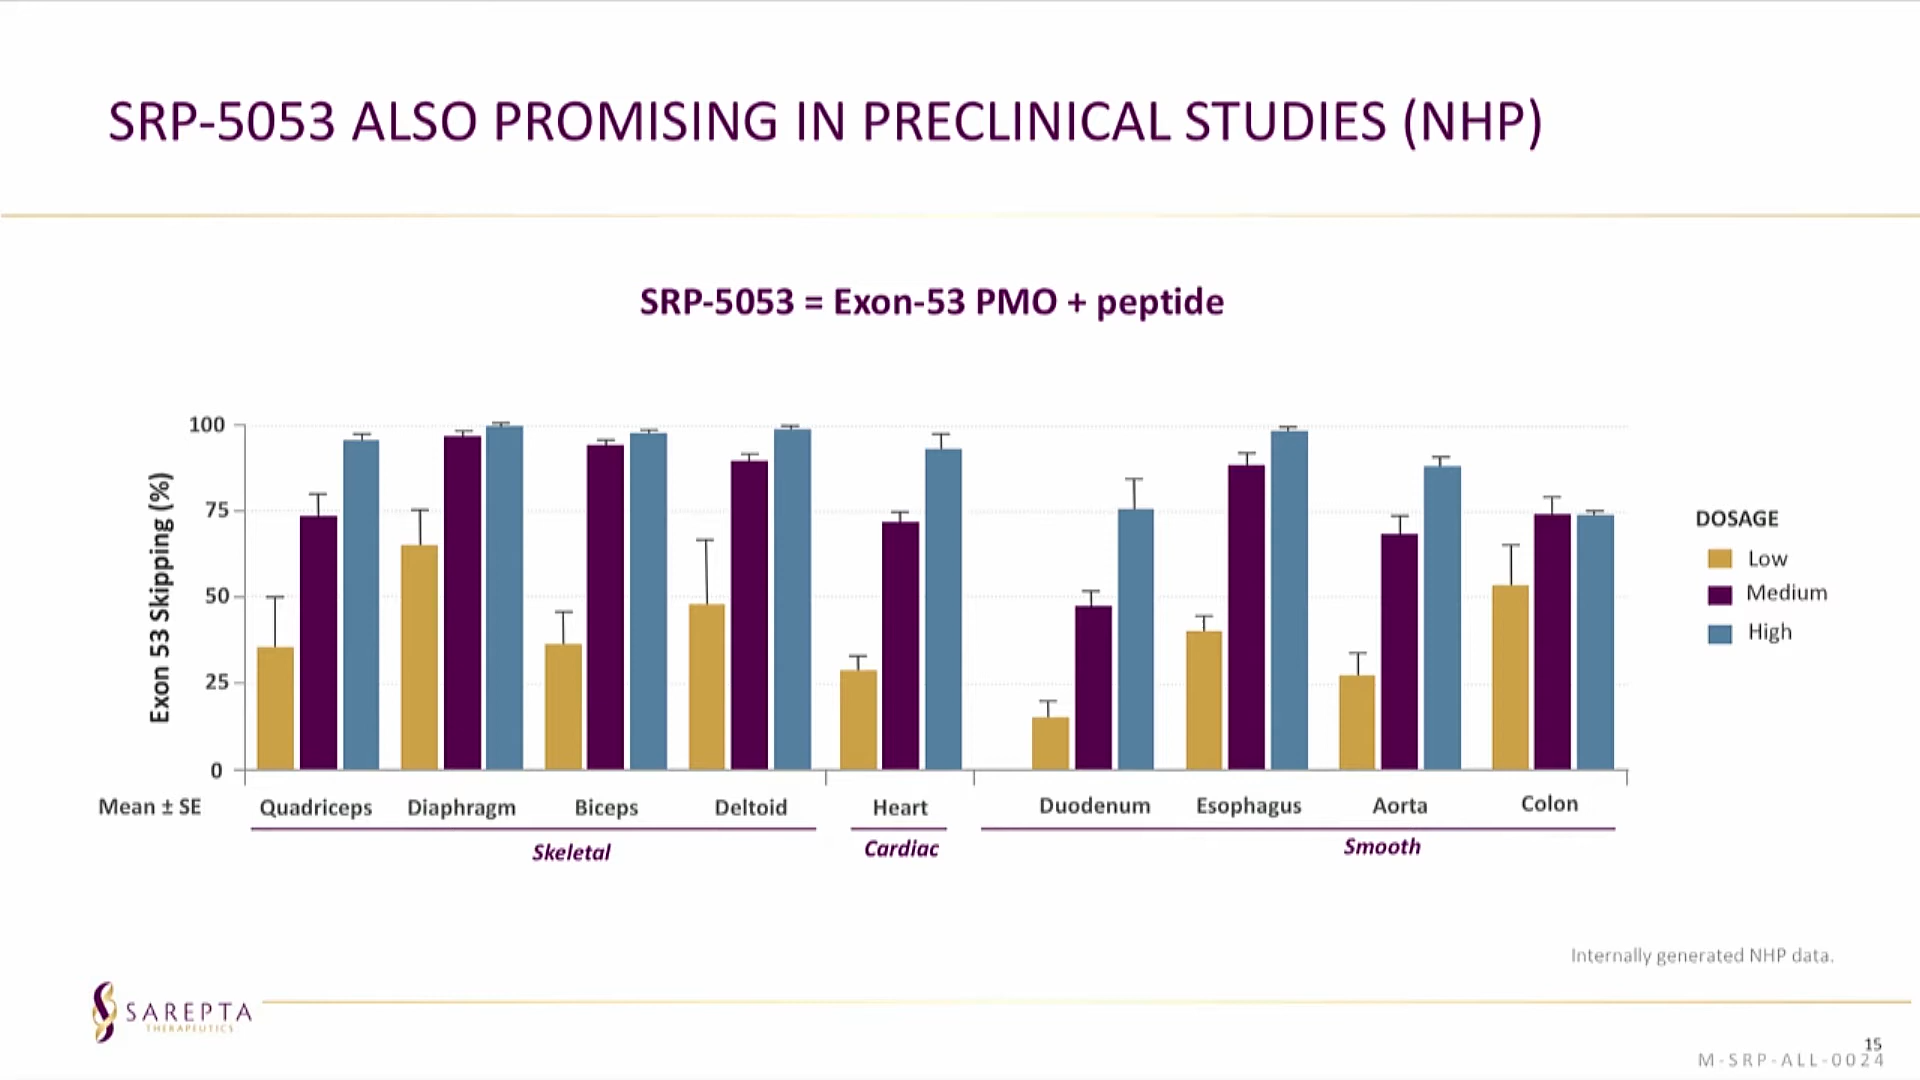 SRP-5053 ALSO PROMISING IN PRECLINICAL STUDIES (NHP)
SRP-5053 = Exon-53 PMO + peptide
Exon 53 Skipping (%)
100
75
50
25
0
Mean ± SE
Quadriceps Diaphragm Biceps Deltoid Heart Duodenum Esophagus Aorta Colon
Skeletal Cardiac Smooth
DOSAGE
Low
Medium
High
Internally generated NHP data.
SAREPTA
THERAPEUTICS
15
M-SRP-ALL-0024